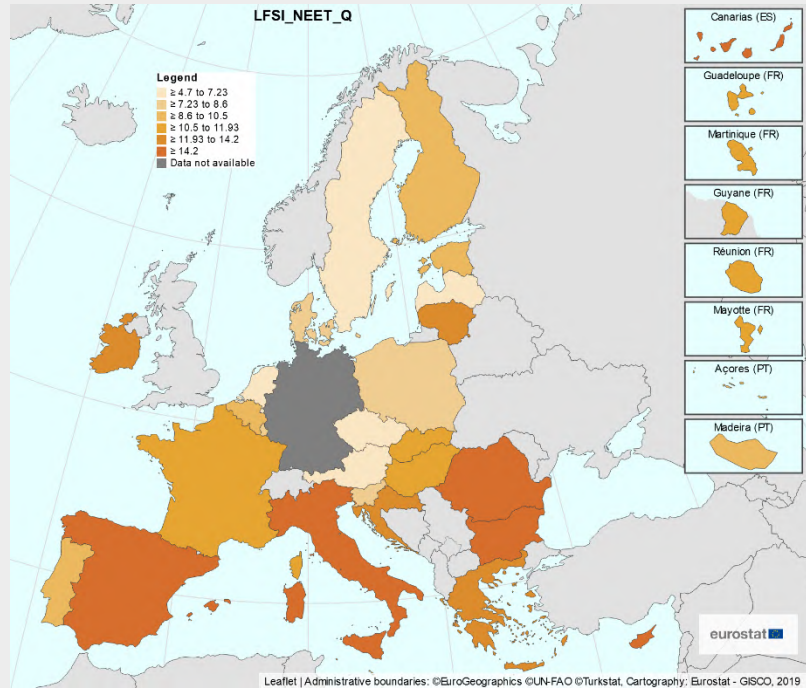 LFSI_NEET_Q
Legend
≥ 4.7 to 7.23
≥ 7.23 to 8.6
≥ 8.6 to 10.5
≥ 10.5 to 11.93
≥ 11.93 to 14.2
≥ 14.2
Data not available
Canarias (ES)
Guadeloupe (FR)
Martinique (FR)
Guyane (FR)
Réunion (FR)
Mayotte (FR)
Açores (PT)
Madeira (PT)
eurostat
Leaflet | Administrative boundaries: ©EuroGeographics ©UN-FAO ©Turkstat, Cartography: Eurostat - GISCO, 2019